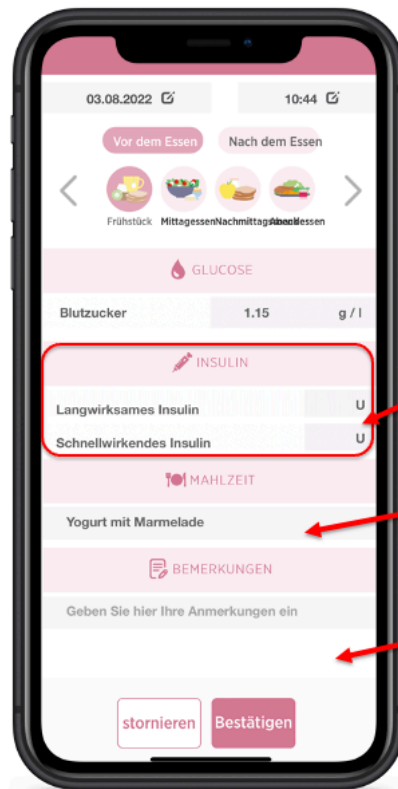 03.08.2022 10:44
Vor dem Essen Nach dem Essen
Frühstück Mittagessen Nachmittags
GLUCOSE
Blutzucker 1.15 g / l
INSULIN
Langwirksames Insulin U
Schnellwirkendes Insulin U
MAHLZEIT
Yogurt mit Marmelade
BEMERKUNGEN
Geben Sie hier Ihre Anmerkungen ein
stornieren Bestätigen